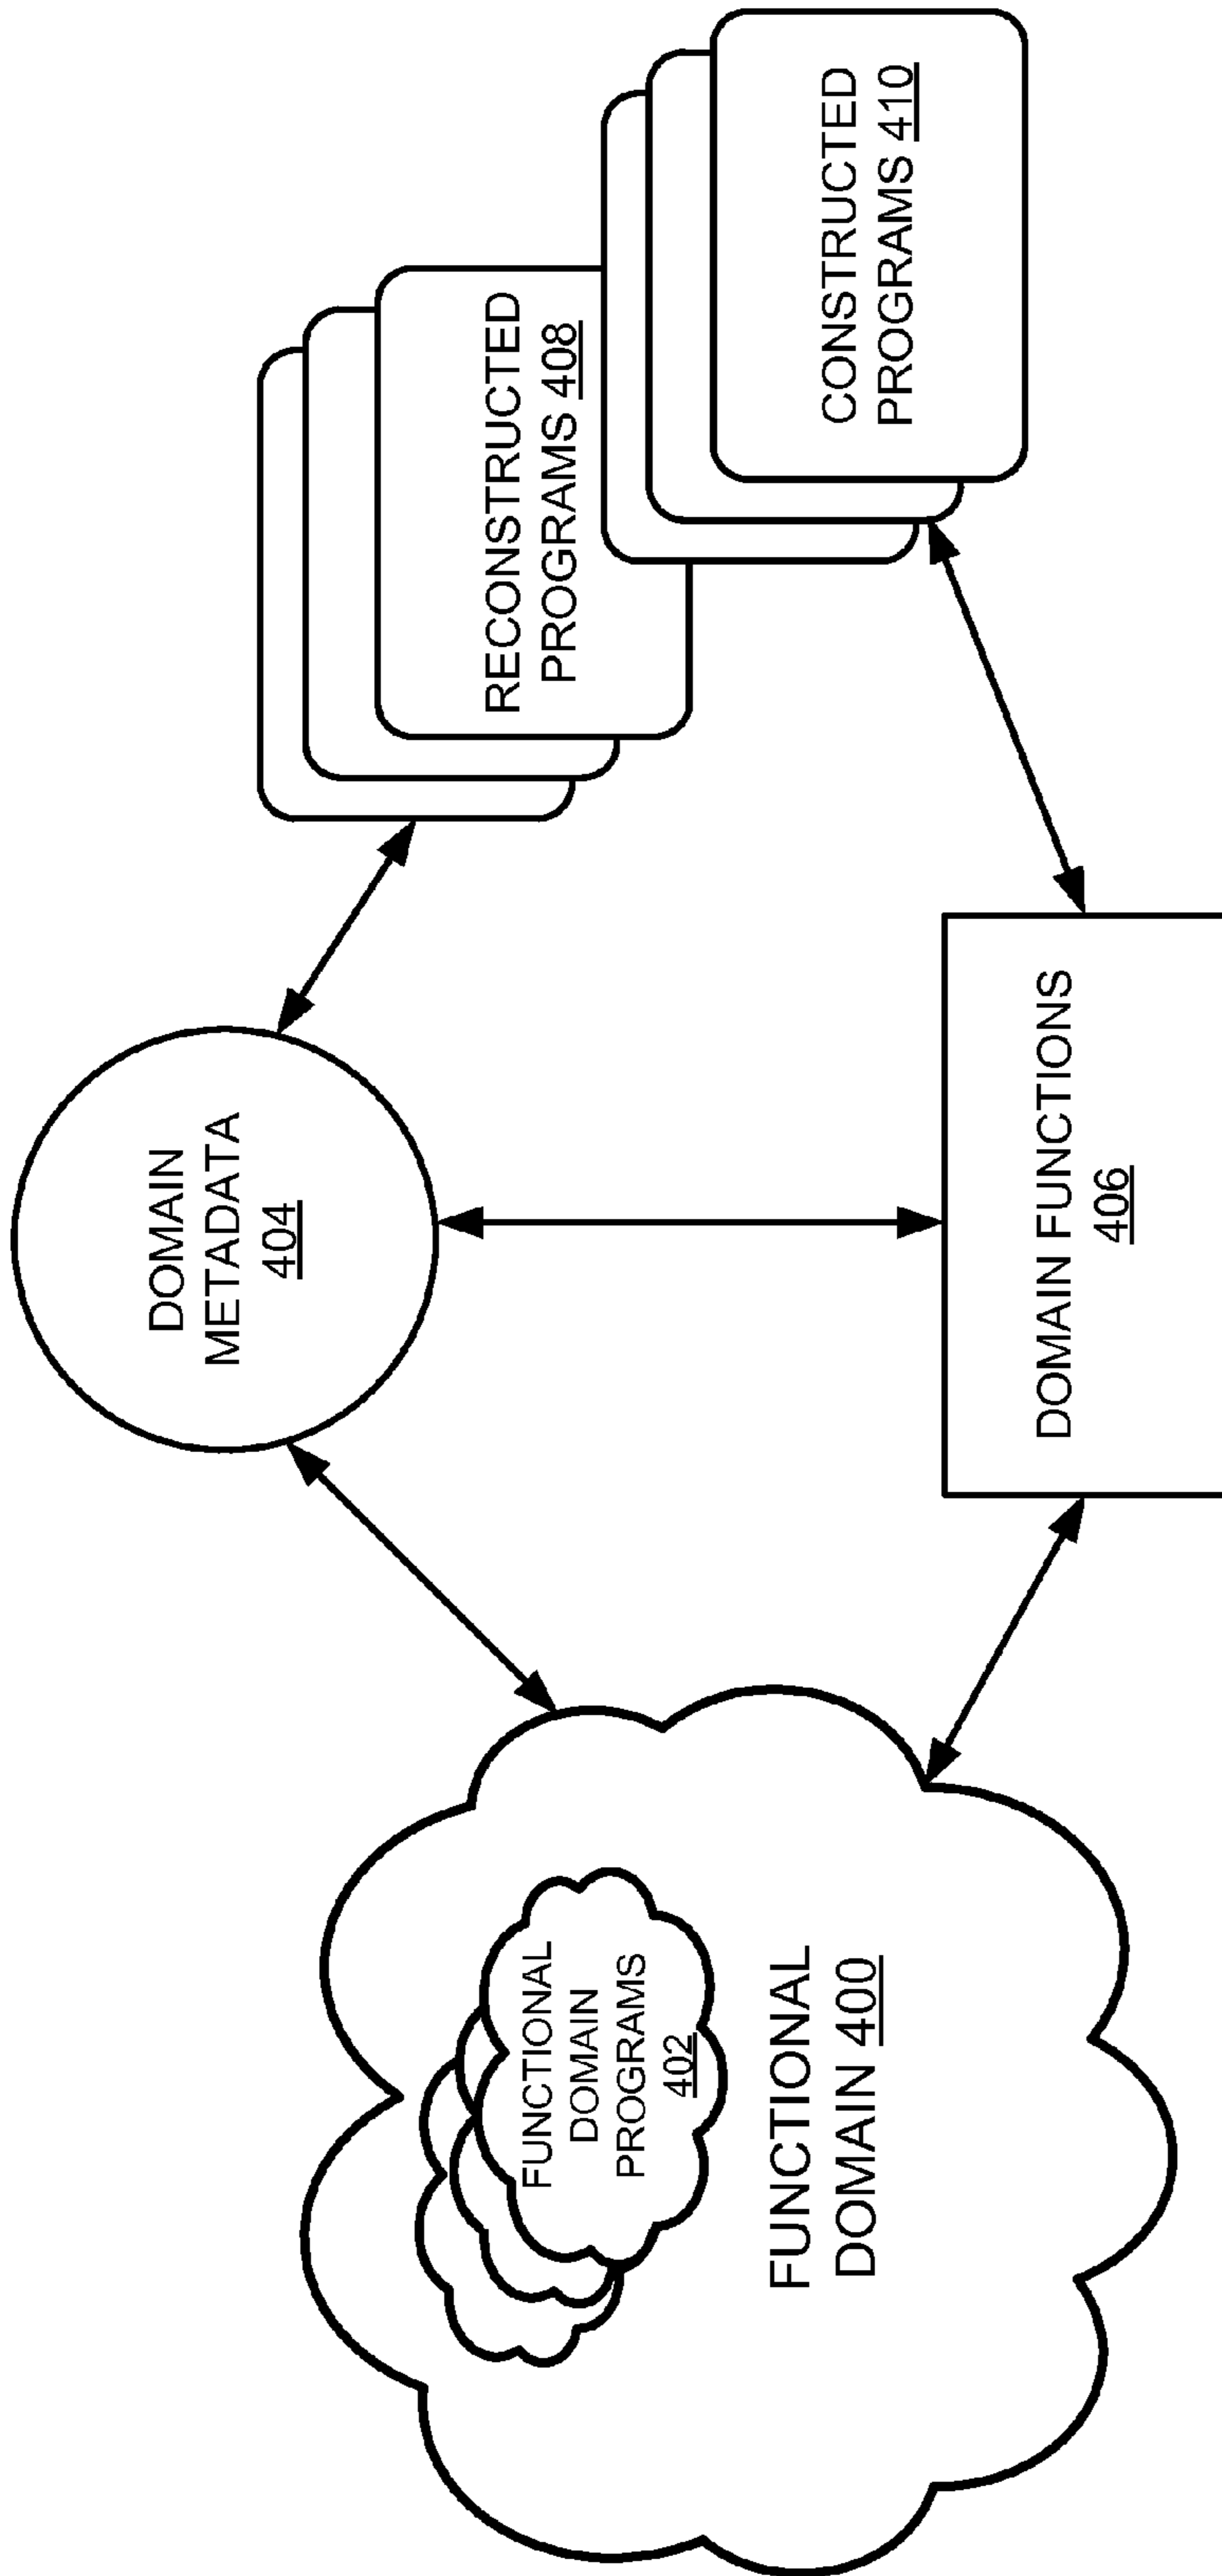 DOMAIN
METADATA
404
RECONSTRUCTED
PROGRAMS 408
CONSTRUCTED
PROGRAMS 410
FUNCTIONAL
DOMAIN
PROGRAMS
402
FUNCTIONAL
DOMAIN 400
DOMAIN FUNCTIONS
406